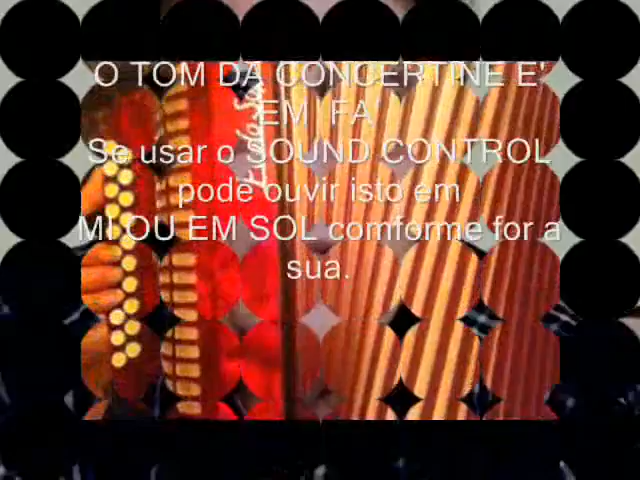 O TOM DA CONCERTINE E'
EM FA'
Se usar o SOUND CONTROL
pode ouvir isto em
MI OU EM SOL comforme for a
sua.